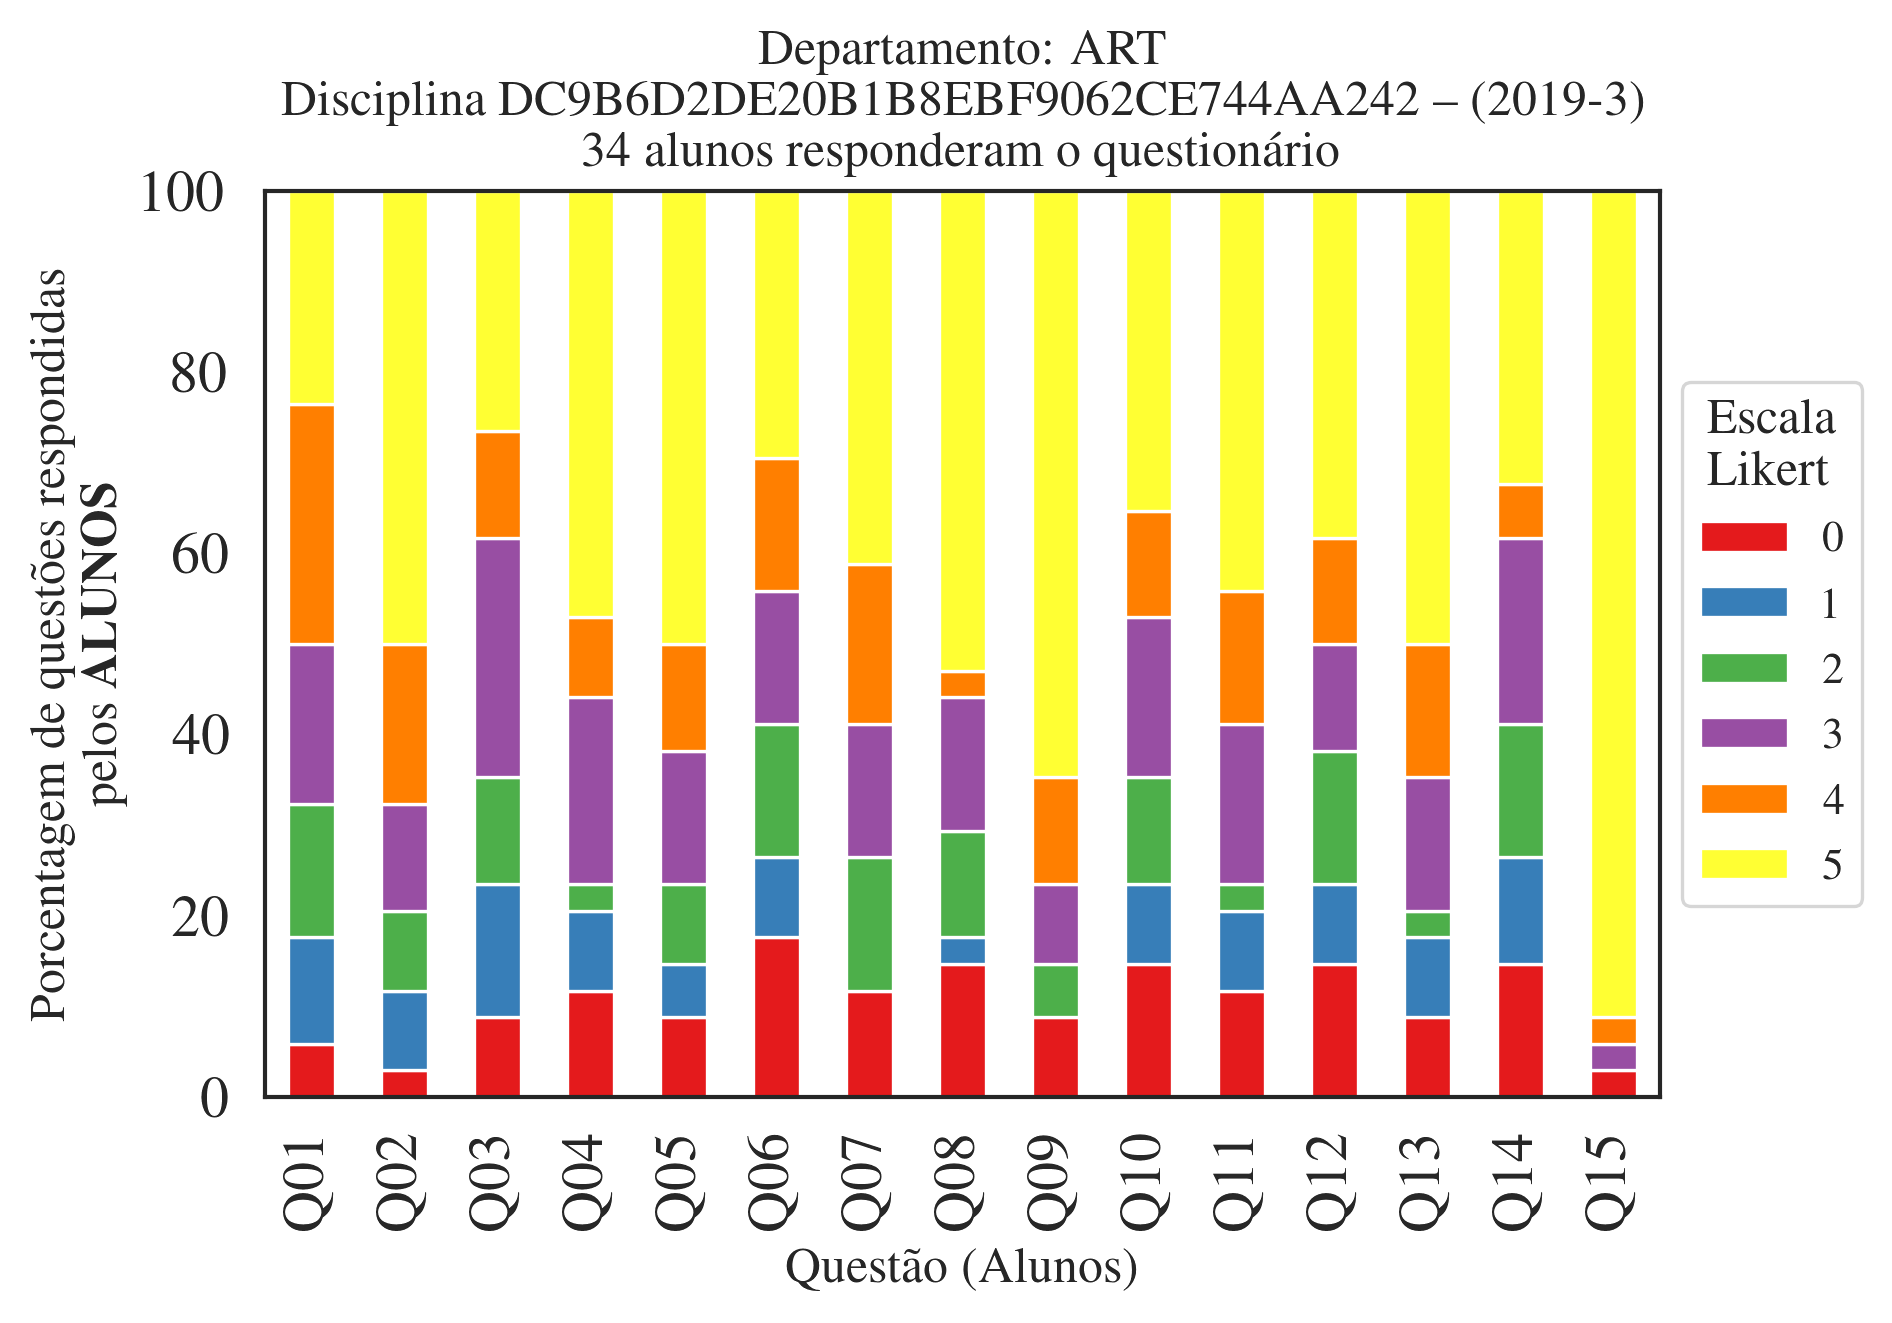 Departamento: ART
Disciplina DC9B6D2DE20B1B8EBF9062CE744AA242 – (2019-3)
34 alunos responderam o questionário
Porcentagem de questões respondidas
pelos ALUNOS
100
80
60
40
20
0
Q01
Q02
Q03
Q04
Q05
Q06
Q07
Q08
Q09
Q10
Q11
Q12
Q13
Q14
Q15
Questão (Alunos)
Escala
Likert
0
1
2
3
4
5